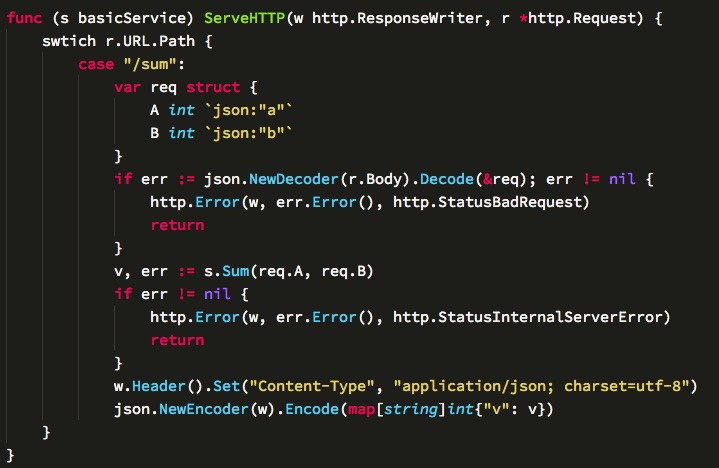 func (s basicService) ServeHTTP(w http.ResponseWriter, r *http.Request) {
    swtich r.URL.Path {
        case "/sum":
            var req struct {
                A int `json:"a"`
                B int `json:"b"`
            }
            if err := json.NewDecoder(r.Body).Decode(&req); err != nil {
                http.Error(w, err.Error(), http.StatusBadRequest)
                return
            }
            v, err := s.Sum(req.A, req.B)
            if err != nil {
                http.Error(w, err.Error(), http.StatusInternalServerError)
                return
            }
            w.Header().Set("Content-Type", "application/json; charset=utf-8")
            json.NewEncoder(w).Encode(map[string]int{"v": v})
    }
}